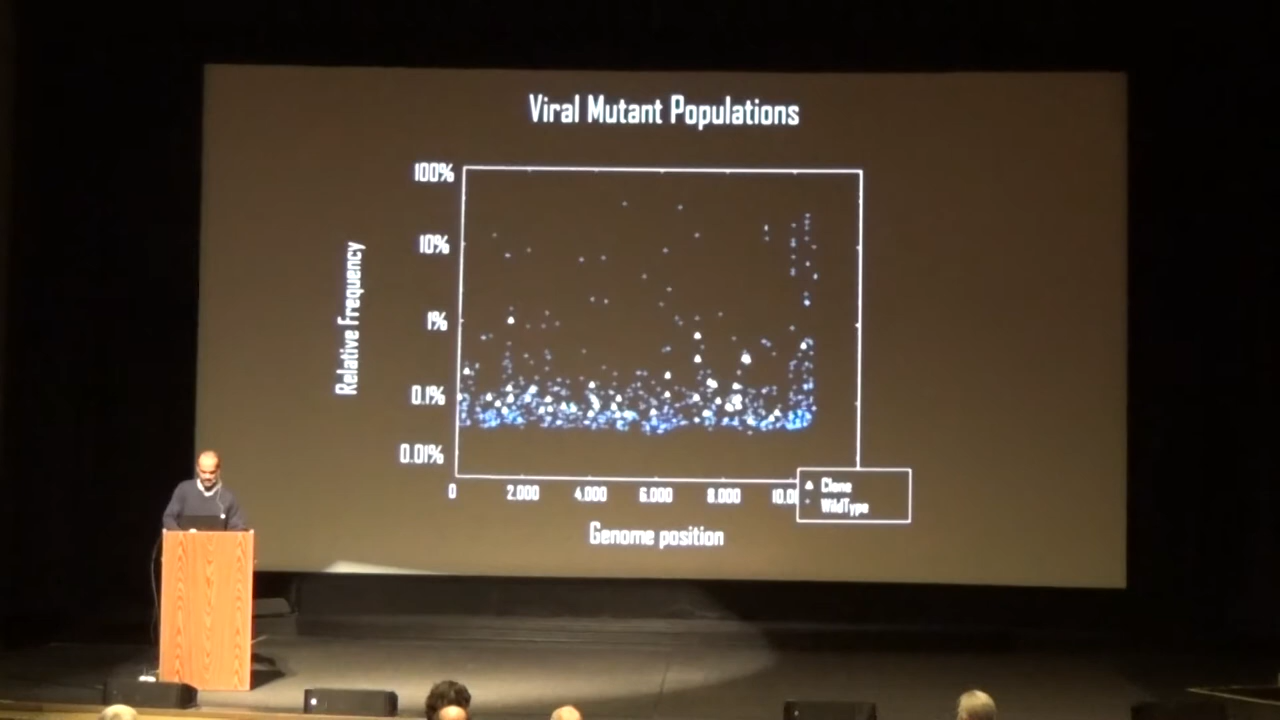 Viral Mutant Populations
100%
10%
1%
0.1%
0.01%
Relative Frequency
0 2.000 4.000 6.000 8.000
Genome position
Clone
WildType